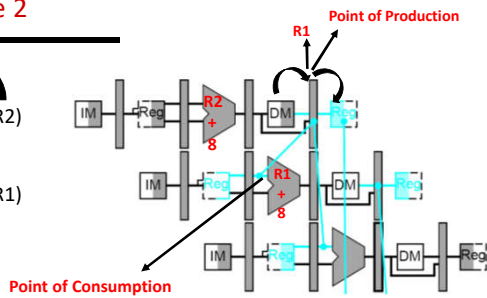 e 2
Point of Production
R1
R2)
IM
Reg
R2
+
8
DM
Reg
R1)
IM
Reg
R1
+
8
DM
Reg
IM
Reg
DM
Reg
Point of Consumption